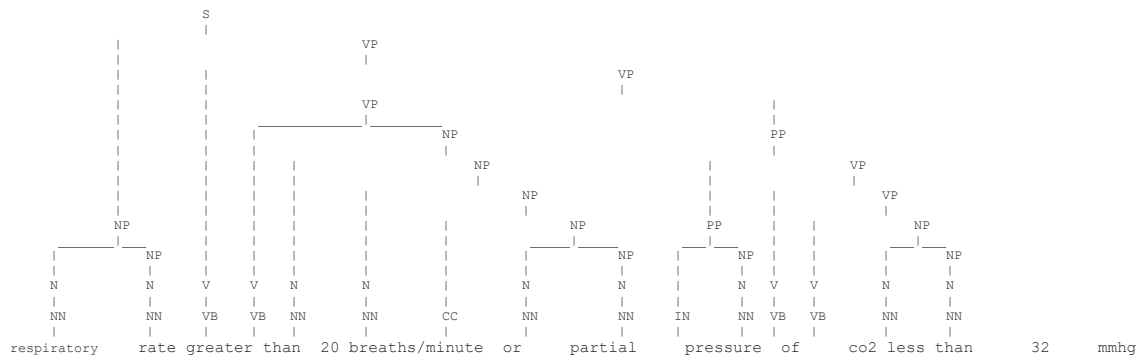 S
VP
VP
VP
NP PP
NP VP
NP VP
NP NP PP NP
NP NP NP NP
N N V V N N N N N V V N N
NN NN VB VB NN NN CC NN NN IN NN VB VB NN NN
respiratory rate greater than 20 breaths/minute or partial pressure of co2 less than 32 mmhg